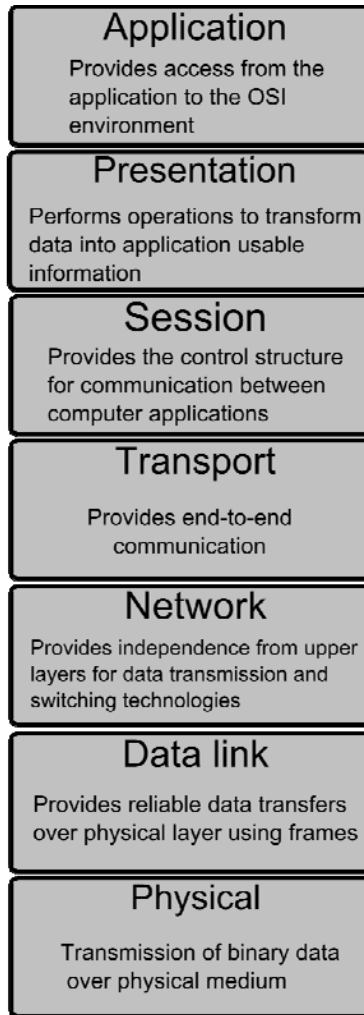 Application
Provides access from the
application to the OSI
environment
Presentation
Performs operations to transform
data into application usable
information
Session
Provides the control structure
for communication between
computer applications
Transport
Provides end-to-end
communication
Network
Provides independence from upper
layers for data transmission and
switching technologies
Data link
Provides reliable data transfers
over physical layer using frames
Physical
Transmission of binary data
over physical medium